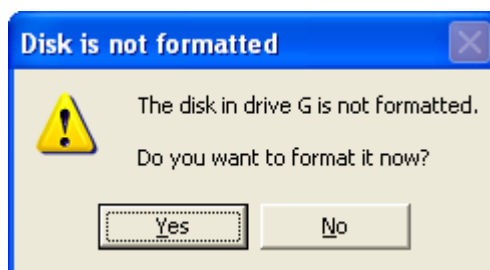 Disk is not formatted
The disk in drive G is not formatted.
Do you want to format it now?
Yes
No